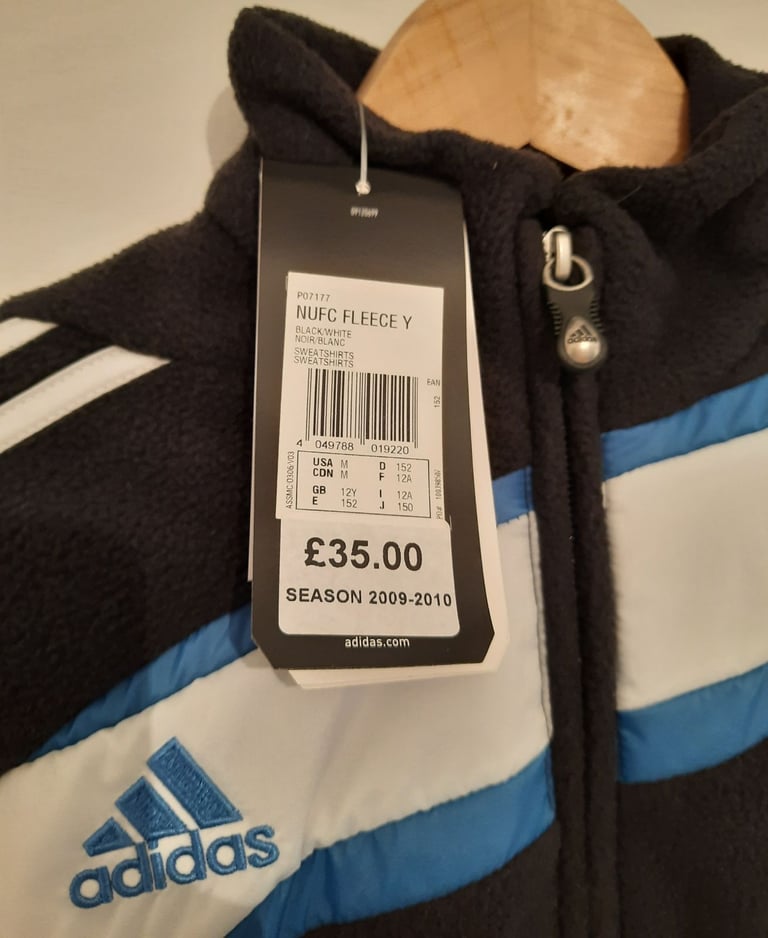 P07177
NUFC FLEECE Y
BLACK/WHITE
NOIR/BLANC
SWEATSHIRTS
SWEATSHIRTS
EAN
152
4 049788 019220
USA M D 152
CDN M F 12A
GB 12Y I 12A
E 152 J 150
£35.00
SEASON 2009-2010
adidas.com
adidas